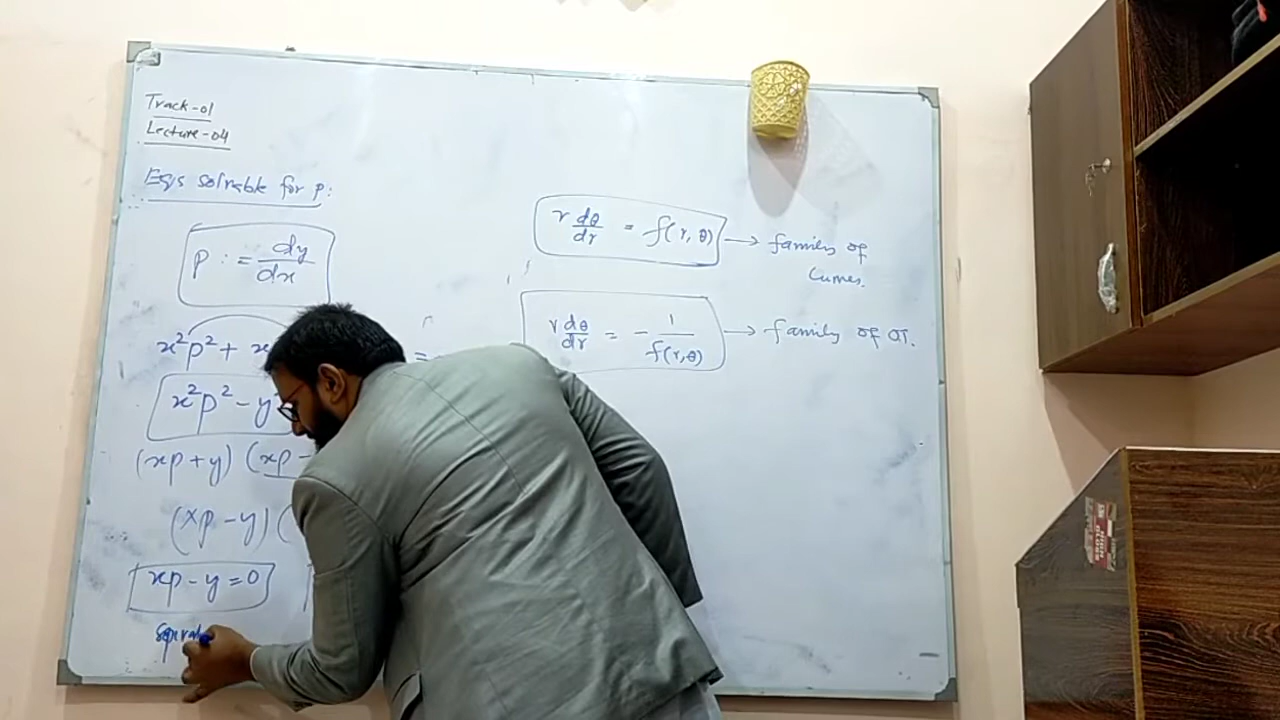 Track-01
Lecture-04
Eqs solvable for p:
p := dy/dx
x²p² + x
=
x²p² - y
(xp + y) (xp -
(xp - y) (
xp - y = 0
r dθ/dr = f(r, θ) → family of
Curves.
r dθ/dr = - 1/f(r,θ) → family of OT.